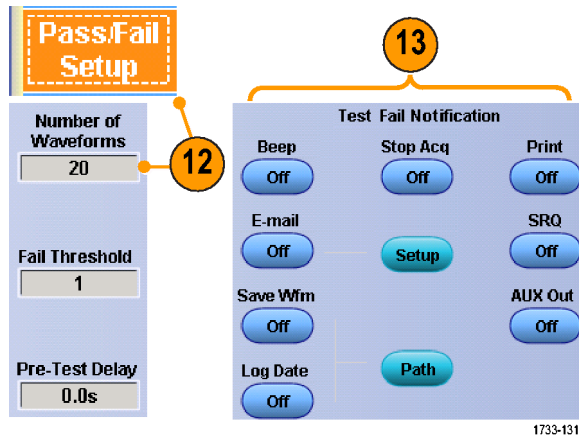 Pass/Fail
Setup
13
Number of
Waveforms
20
12
Fail Threshold
1
Pre-Test Delay
0.0s
Test Fail Notification
Beep
Stop Acq
Print
Off
Off
Off
E-mail
SRQ
Off
Setup
Off
Save Wfm
AUX Out
Off
Off
Log Date
Path
Off
1733-131